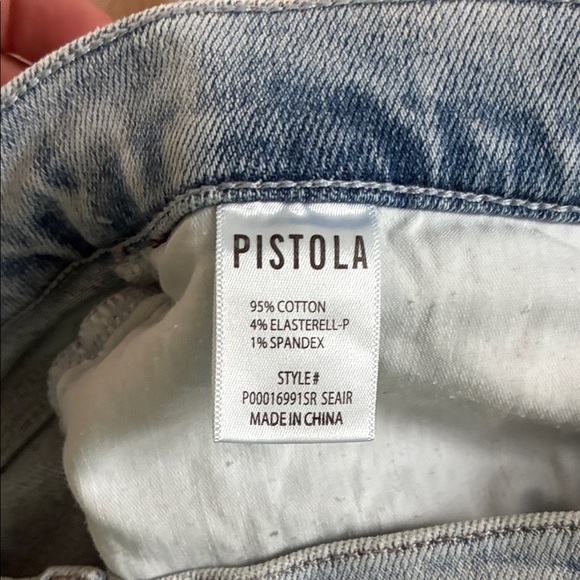 PISTOLA
95% COTTON
4% ELASTERELL-P
1% SPANDEX
STYLE#
P00016991SR SEAIR
MADE IN CHINA